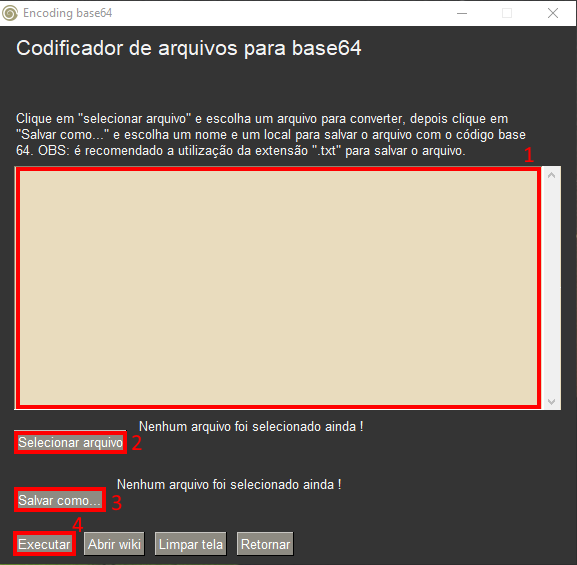 Encoding base64
Codificador de arquivos para base64
Clique em "selecionar arquivo" e escolha um arquivo para converter, depois clique em
"Salvar como..." e escolha um nome e um local para salvar o arquivo com o código base
64. OBS: é recomendado a utilização da extensão ".txt" para salvar o arquivo.
1
Nenhum arquivo foi selecionado ainda !
Selecionar arquivo 2
Nenhum arquivo foi selecionado ainda !
Salvar como... 3
4
Executar Abrir wiki Limpar tela Retornar